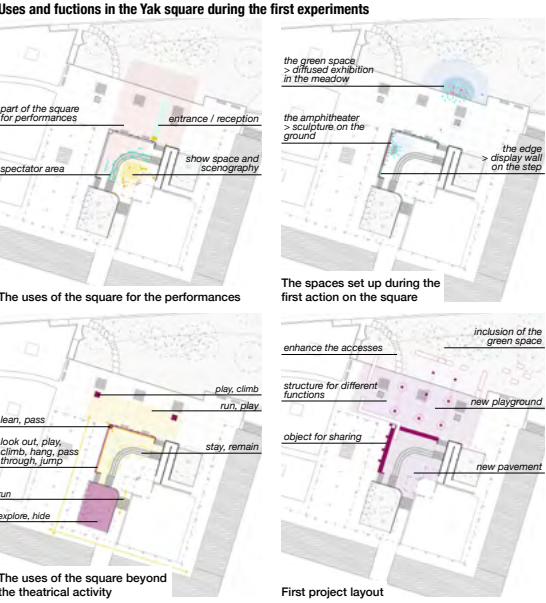 Uses and fuctions in the Yak square during the first experiments
part of the square
for performances
entrance / reception
spectator area
show space and
scenography
The uses of the square for the performances
the green space
> diffused exhibition
in the meadow
the amphitheater
> sculpture on the
ground
the edge
> display wall
on the step
The spaces set up during the
first action on the square
play, climb
run, play
lean, pass
look out, play,
climb, hang, pass
through, jump
stay, remain
run
explore, hide
The uses of the square beyond
the theatrical activity
enhance the accesses
inclusion of the
green space
structure for different
functions
new playground
object for sharing
new pavement
First project layout